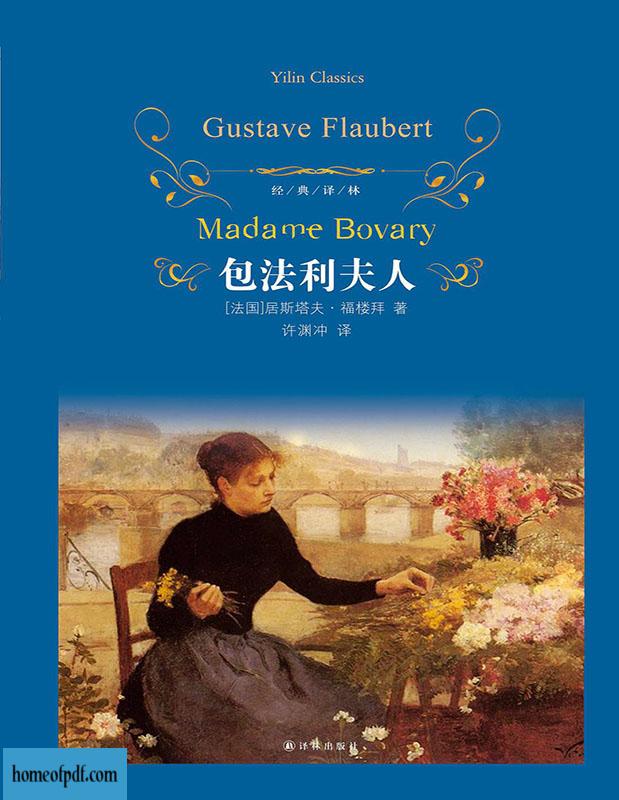 Yilin Classics
Gustave Flaubert
经/典/译/林
Madame Bovary
包法利夫人
[法国]居斯塔夫·福楼拜 著
许渊冲 译
译林出版社
homeofpdf.com